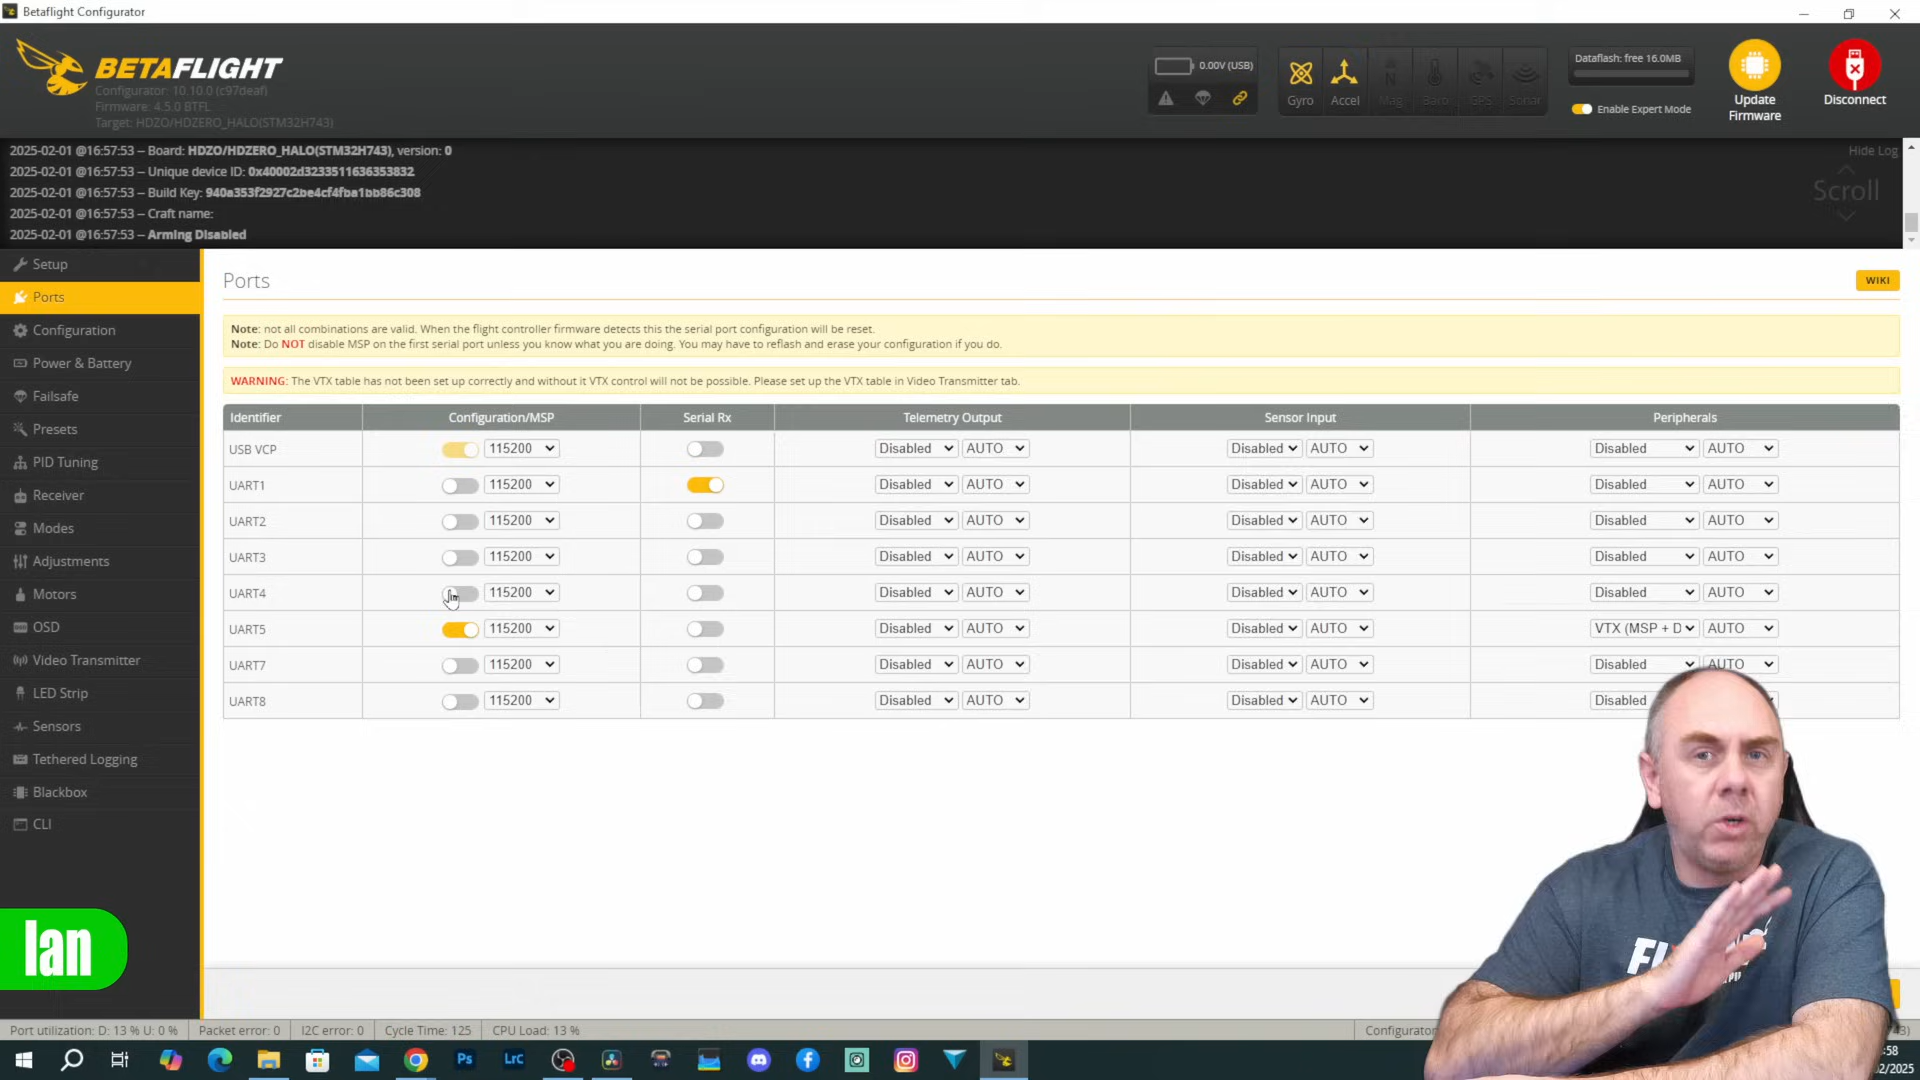 Betaflight Configurator
BETAFLIGHT
Configurator: 10.10.0 (c97deaf)
Firmware: 4.5.0 BTFL
Target: HDZO/HDZERO_HALO(STM32H743)
0.00V (USB)
Gyro
Accel
Mag
Baro
GPS
Sonar
Dataflash: free 16.0MB
Enable Expert Mode
Update Firmware
Disconnect
2025-02-01 @16:57:53 -- Board: HDZO/HDZERO_HALO(STM32H743), version: 0
2025-02-01 @16:57:53 -- Unique device ID: 0x40002d3233511636353832
2025-02-01 @16:57:53 -- Build Key: 940a353f2927c2be4cf4fba1bb86c308
2025-02-01 @16:57:53 -- Craft name:
2025-02-01 @16:57:53 -- Arming Disabled
Hide Log
Scroll
Setup
Ports
Configuration
Power & Battery
Failsafe
Presets
PID Tuning
Receiver
Modes
Adjustments
Motors
OSD
Video Transmitter
LED Strip
Sensors
Tethered Logging
Blackbox
CLI
Ian
Ports
WIKI
Note: not all combinations are valid. When the flight controller firmware detects this the serial port configuration will be reset.
Note: Do NOT disable MSP on the first serial port unless you know what you are doing. You may have to reflash and erase your configuration if you do.
WARNING: The VTX table has not been set up correctly and without it VTX control will not be possible. Please set up the VTX table in Video Transmitter tab.
Identifier Configuration/MSP Serial Rx Telemetry Output Sensor Input Peripherals
USB VCP 115200 Disabled AUTO Disabled AUTO Disabled AUTO
UART1 115200 Disabled AUTO Disabled AUTO Disabled AUTO
UART2 115200 Disabled AUTO Disabled AUTO Disabled AUTO
UART3 115200 Disabled AUTO Disabled AUTO Disabled AUTO
UART4 115200 Disabled AUTO Disabled AUTO Disabled AUTO
UART5 115200 Disabled AUTO Disabled AUTO VTX (MSP + D AUTO
UART7 115200 Disabled AUTO Disabled AUTO Disabled AUTO
UART8 115200 Disabled AUTO Disabled AUTO Disabled
Port utilization: D: 13 % U: 0 % Packet error: 0 I2C error: 0 Cycle Time: 125 CPU Load: 13 % Configurator
Ps
LrC